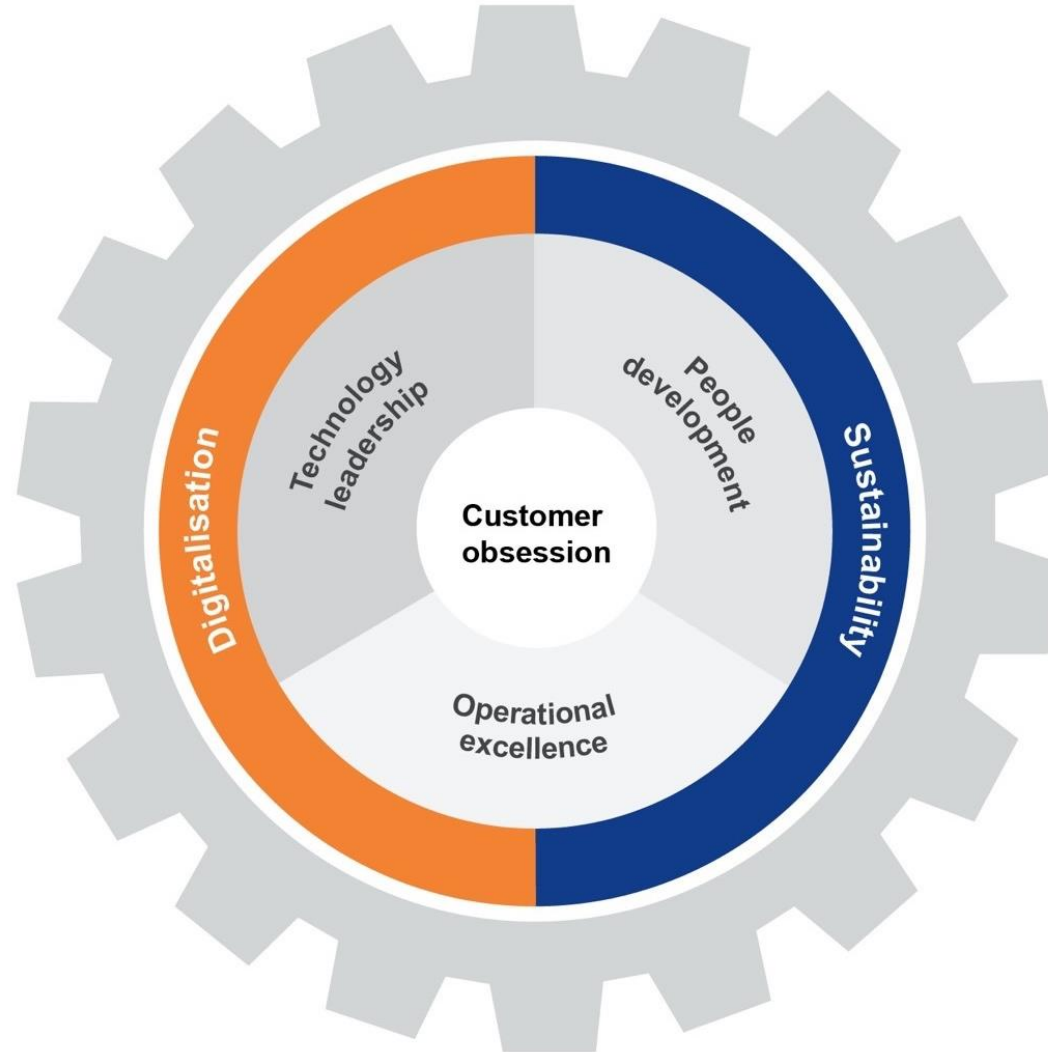 Technology
leadership
People
development
Digitalisation
Customer
obsession
Sustainability
Operational
excellence